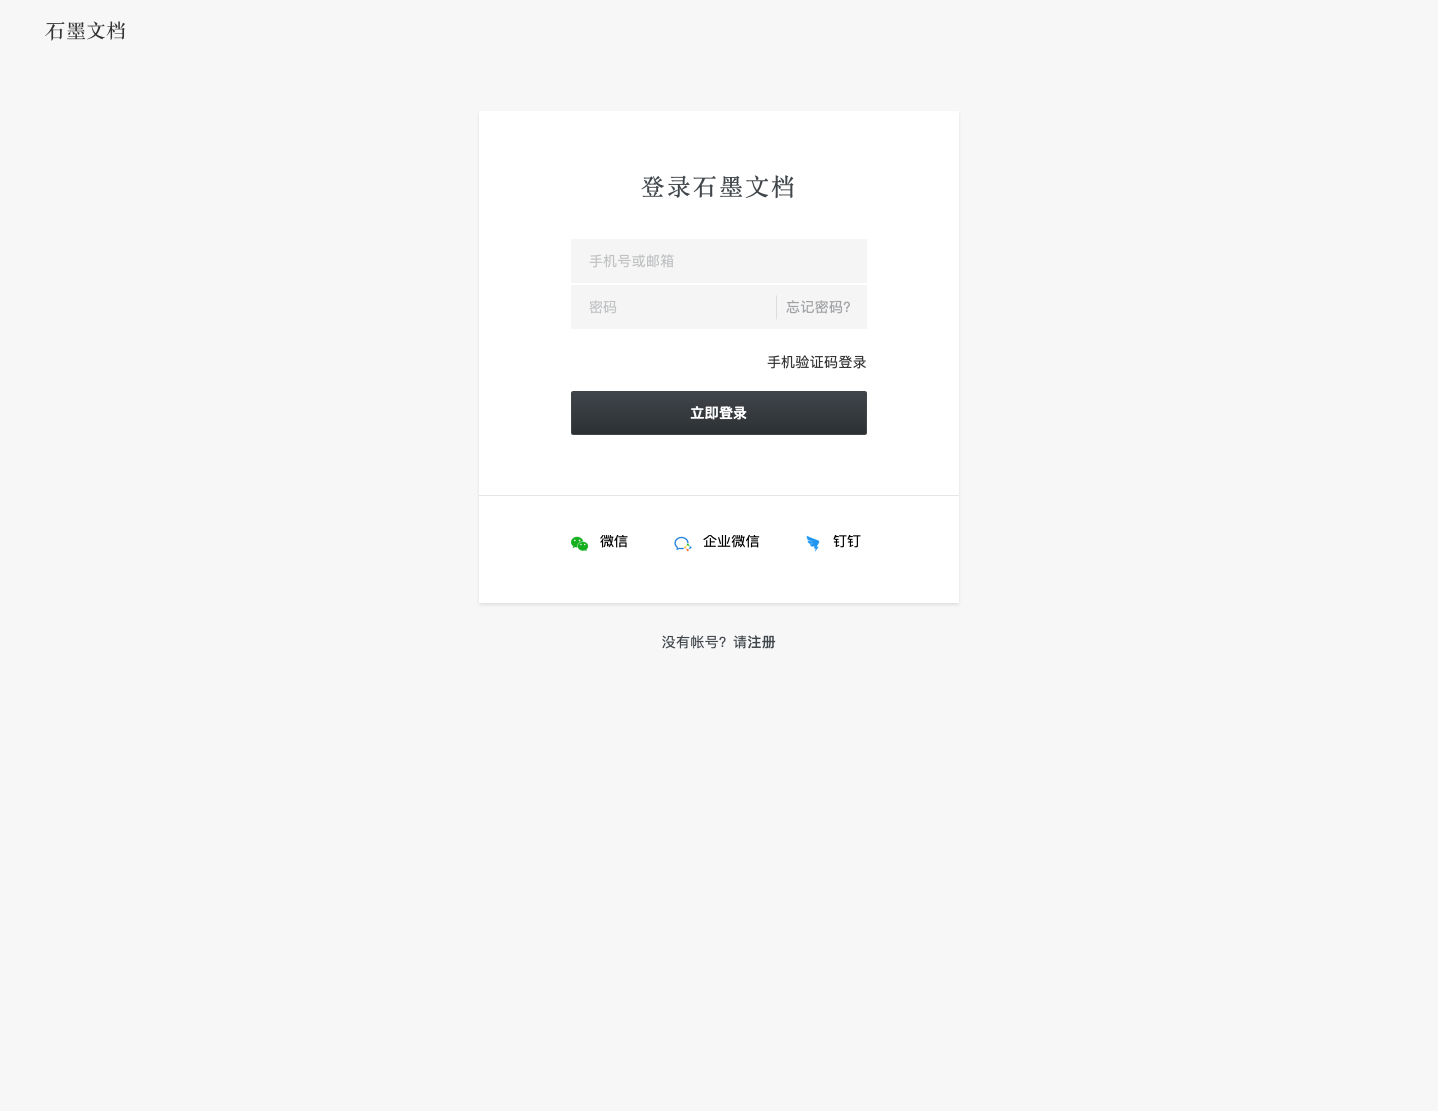 石墨文档
登录石墨文档
手机号或邮箱
密码 忘记密码?
手机验证码登录
立即登录
微信 企业微信 钉钉
没有帐号? 请注册